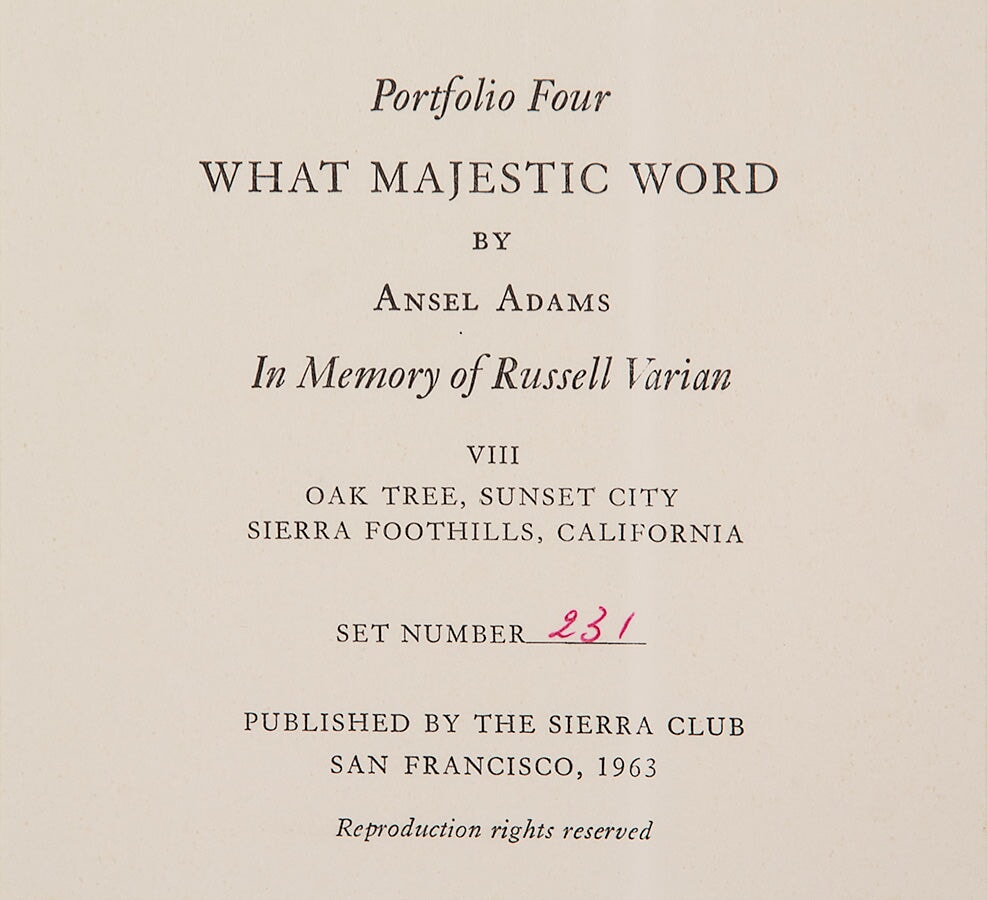 Portfolio Four
WHAT MAJESTIC WORD
BY
ANSEL ADAMS
In Memory of Russell Varian
VIII
OAK TREE, SUNSET CITY
SIERRA FOOTHILLS, CALIFORNIA
SET NUMBER 231
PUBLISHED BY THE SIERRA CLUB
SAN FRANCISCO, 1963
Reproduction rights reserved